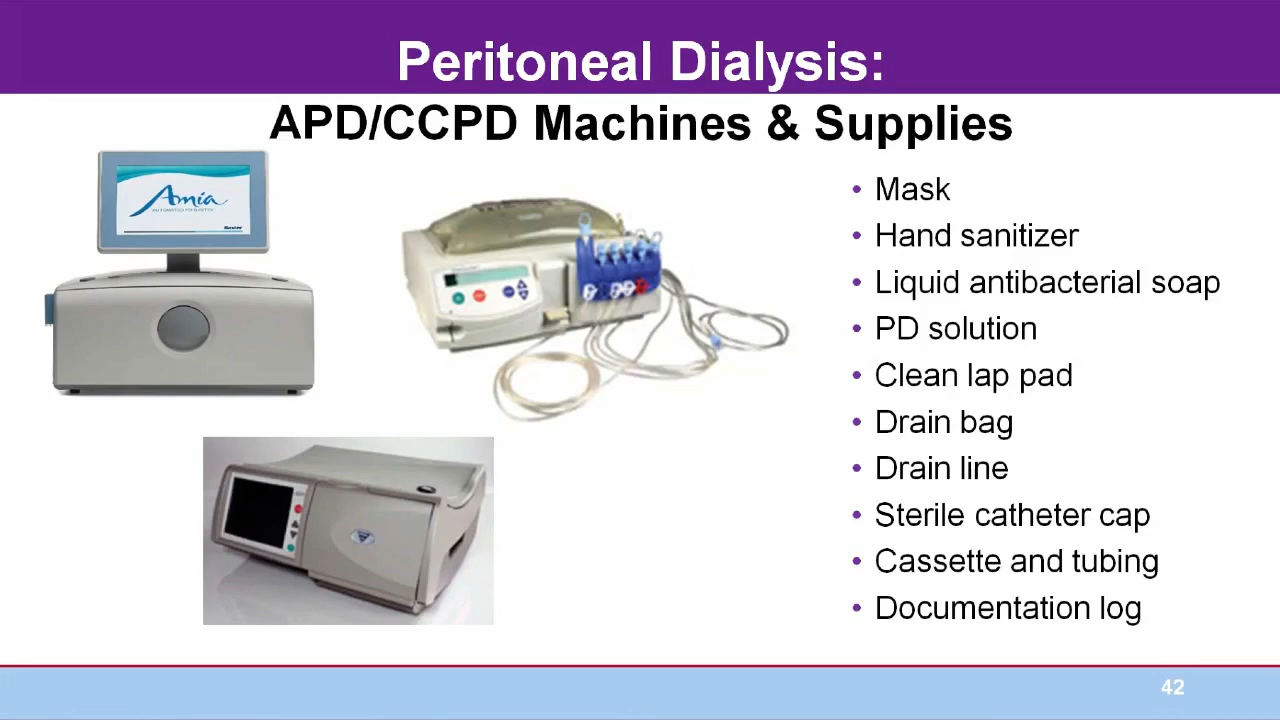 Peritoneal Dialysis:
APD/CCPD Machines & Supplies
Amia
Baxter
• Mask
• Hand sanitizer
• Liquid antibacterial soap
• PD solution
• Clean lap pad
• Drain bag
• Drain line
• Sterile catheter cap
• Cassette and tubing
• Documentation log
42